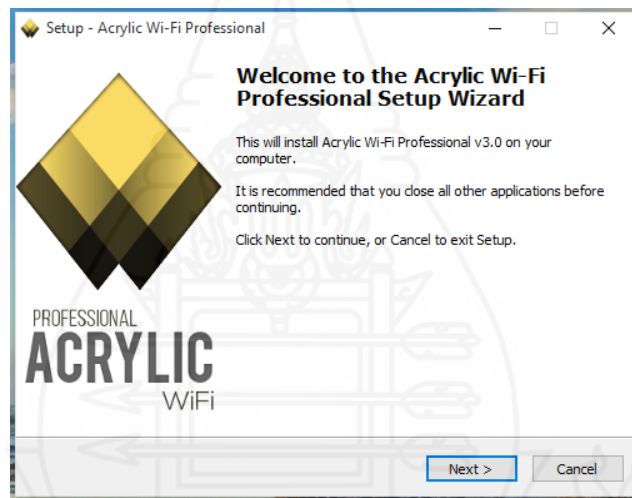 Setup - Acrylic Wi-Fi Professional
Welcome to the Acrylic Wi-Fi
Professional Setup Wizard
This will install Acrylic Wi-Fi Professional v3.0 on your
computer.
It is recommended that you close all other applications before
continuing.
Click Next to continue, or Cancel to exit Setup.
PROFESSIONAL
ACRYLIC
WiFi
Next >
Cancel